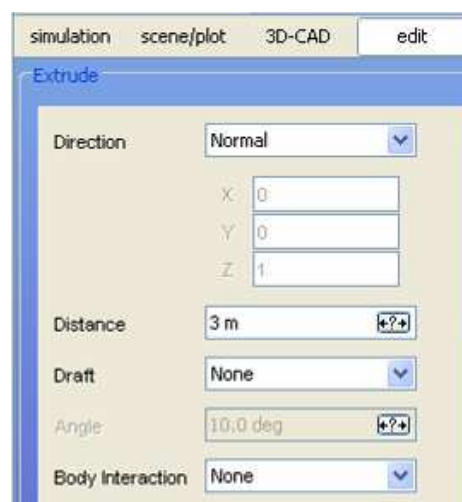 simulation scene/plot 3D-CAD edit
Extrude
Direction Normal
X 0
Y 0
Z 1
Distance 3 m
Draft None
Angle 10.0 deg
Body Interaction None